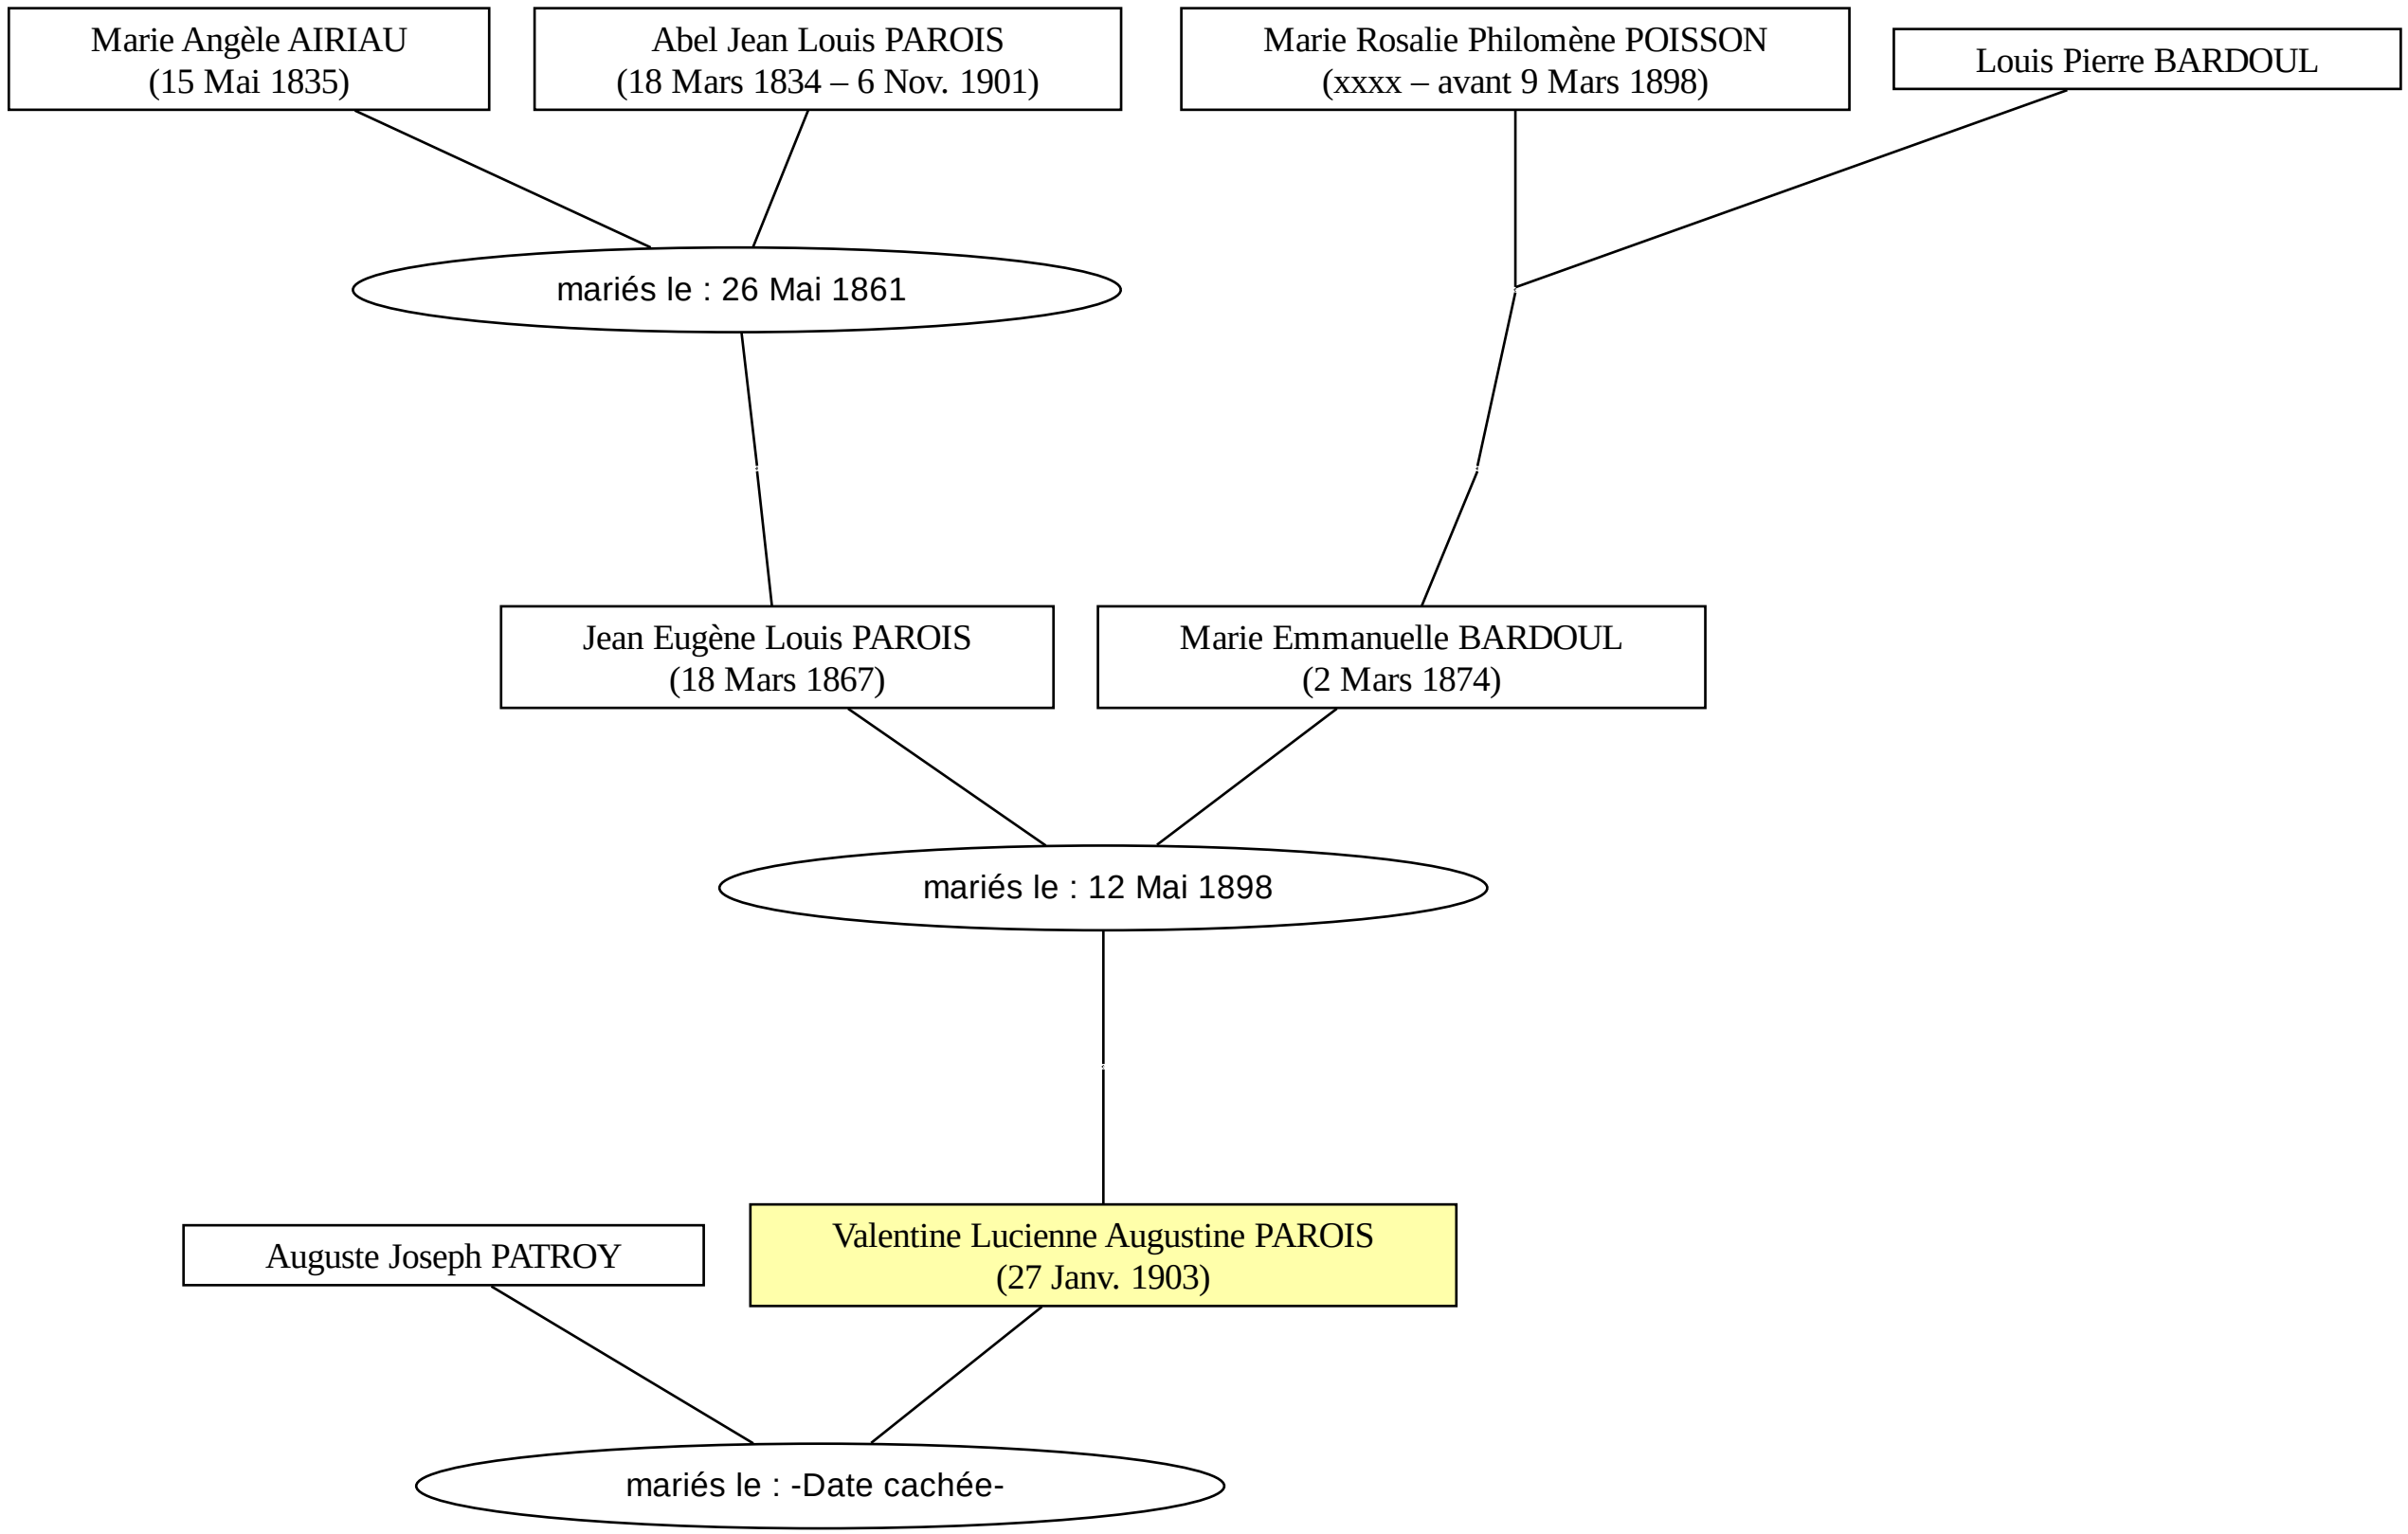 Marie Angèle AIRIAU
(15 Mai 1835)
Abel Jean Louis PAROIS
(18 Mars 1834 – 6 Nov. 1901)
Marie Rosalie Philomène POISSON
(xxxx – avant 9 Mars 1898)
Louis Pierre BARDOUL
mariés le : 26 Mai 1861
Jean Eugène Louis PAROIS
(18 Mars 1867)
Marie Emmanuelle BARDOUL
(2 Mars 1874)
mariés le : 12 Mai 1898
Auguste Joseph PATROY
Valentine Lucienne Augustine PAROIS
(27 Janv. 1903)
mariés le : -Date cachée-